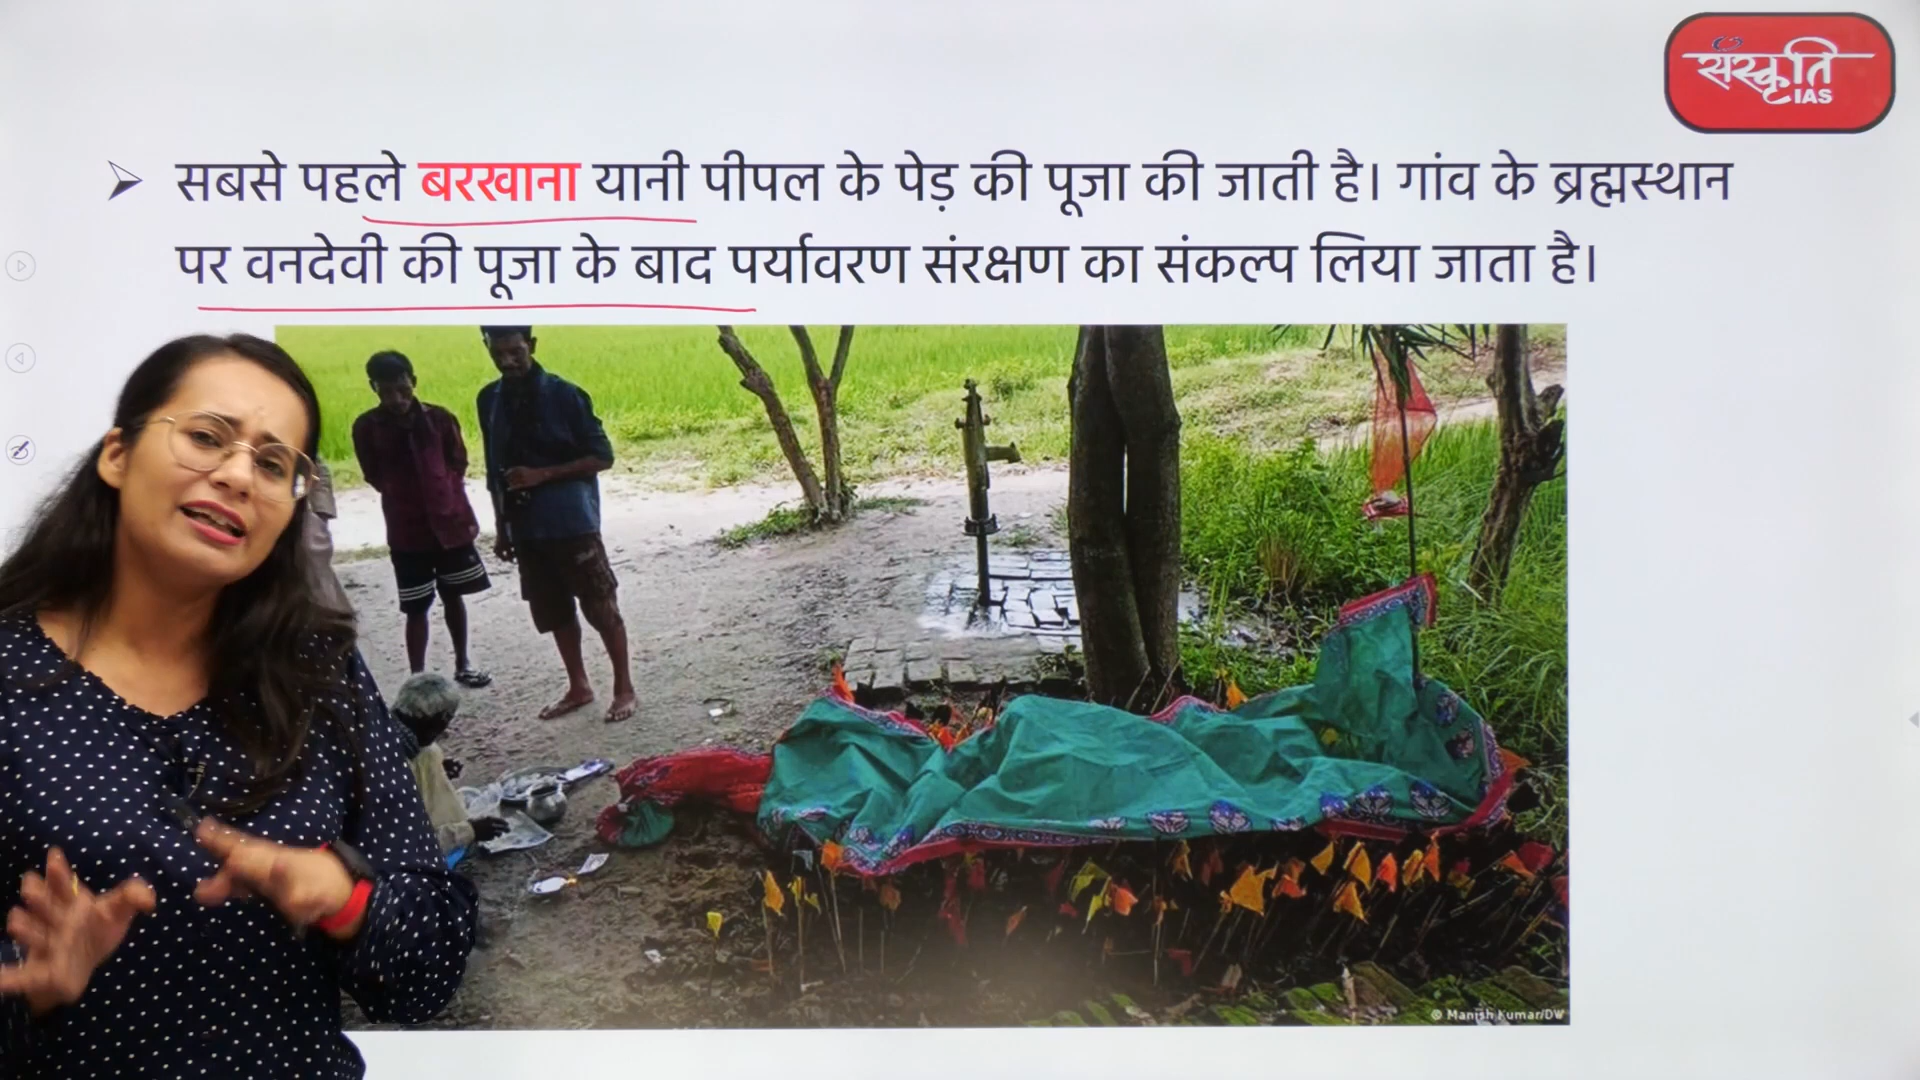 संस्कृति
IAS
सबसे पहले बरखाना यानी पीपल के पेड़ की पूजा की जाती है। गांव के ब्रह्मस्थान
पर वनदेवी की पूजा के बाद पर्यावरण संरक्षण का संकल्प लिया जाता है।
© Manish Kumar/DW